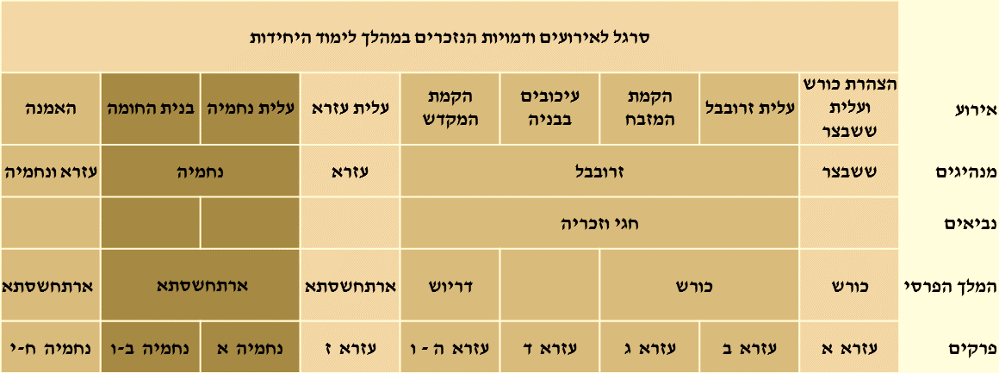 סרגל לאירועים ודמויות הנזכרים במהלך לימוד היחידות
אירוע הצהרת כורש ועלית ששבצר עלית זרובבל הקמת המזבח עיכובים בבניה הקמת המקדש עלית עזרא עלית נחמיה בנית החומה האמנה
מנהיגים ששבצר זרובבל עזרא נחמיה עזרא ונחמיה
נביאים חגי וזכריה
המלך הפרסי כורש כורש דריוש ארתחשסתא ארתחשסתא ארתחשסתא
פרקים עזרא א עזרא ב עזרא ג עזרא ד עזרא ה - ו עזרא ז נחמיה א נחמיה ב-ו נחמיה ח-י